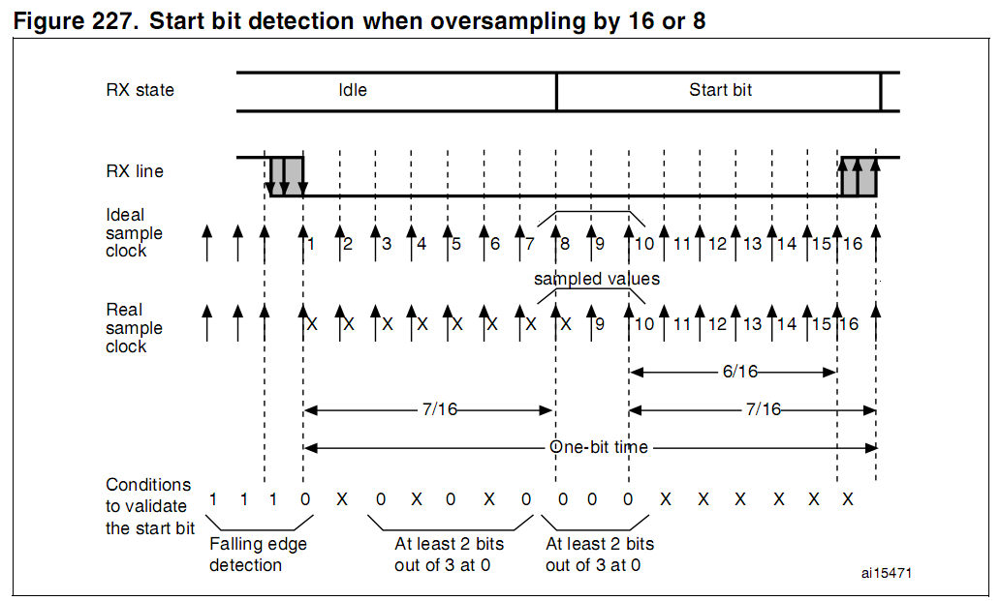 Figure 227. Start bit detection when oversampling by 16 or 8
RX state
Idle
Start bit
RX line
Ideal
sample
clock
1 2 3 4 5 6 7 8 9 10 11 12 13 14 15 16
sampled values
Real
sample
clock
X X X X X X X X 9 10 11 12 13 14 15 16
6/16
7/16
7/16
One-bit time
Conditions
to validate
the start bit
1 1 1 0 X 0 X 0 X 0 0 0 0 X X X X X X
Falling edge
detection
At least 2 bits
out of 3 at 0
At least 2 bits
out of 3 at 0
ai15471